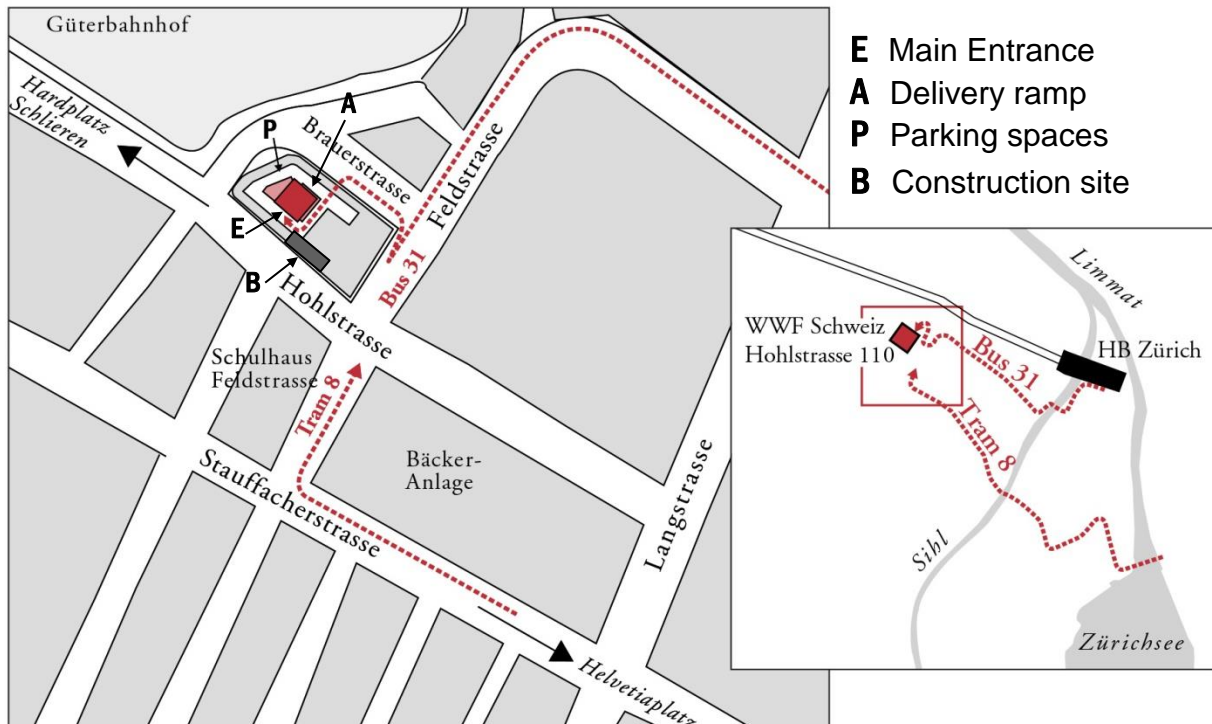 Güterbahnhof
Hardplatz
Schlieren
A
P
Brauerstrasse
E
B
Feldstrasse
Bus 31
Hohlstrasse
Schulhaus
Feldstrasse
Tram 8
Bäcker-
Anlage
Stauffacherstrasse
Langstrasse
Helvetiaplatz
E Main Entrance
A Delivery ramp
P Parking spaces
B Construction site
Limmat
WWF Schweiz
Hohlstrasse 110
HB Zürich
Bus 31
Tram 8
Sihl
Zürichsee